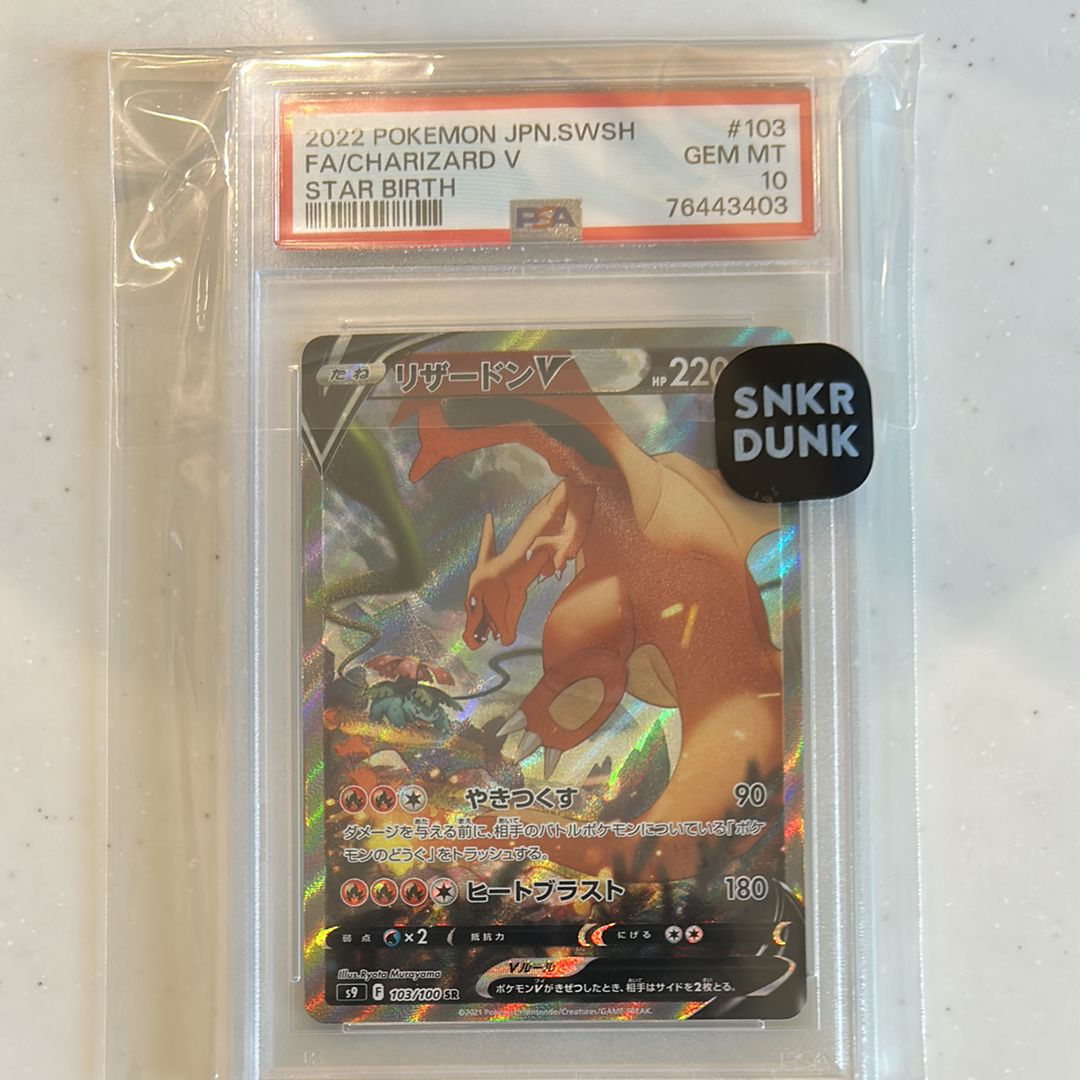 2022 POKEMON JPN.SWSH #103
FA/CHARIZARD V GEM MT
STAR BIRTH 10
PSA 76443403
たね リザードンV HP 220
SNKR
DUNK
やきつくす 90
ダメージを与える前に、相手のバトルポケモンについている「ポケ
モンのどうぐ」をトラッシュする。
ヒートブラスト 180
弱点 ×2 抵抗力 にげる
Illus.Ryota Murayama
Vルール
s9 F 103/100 SR
ポケモンVがきぜつしたとき、相手はサイドを2枚とる。
©2021 Pokémon/Nintendo/Creatures/GAME FREAK.
PSA